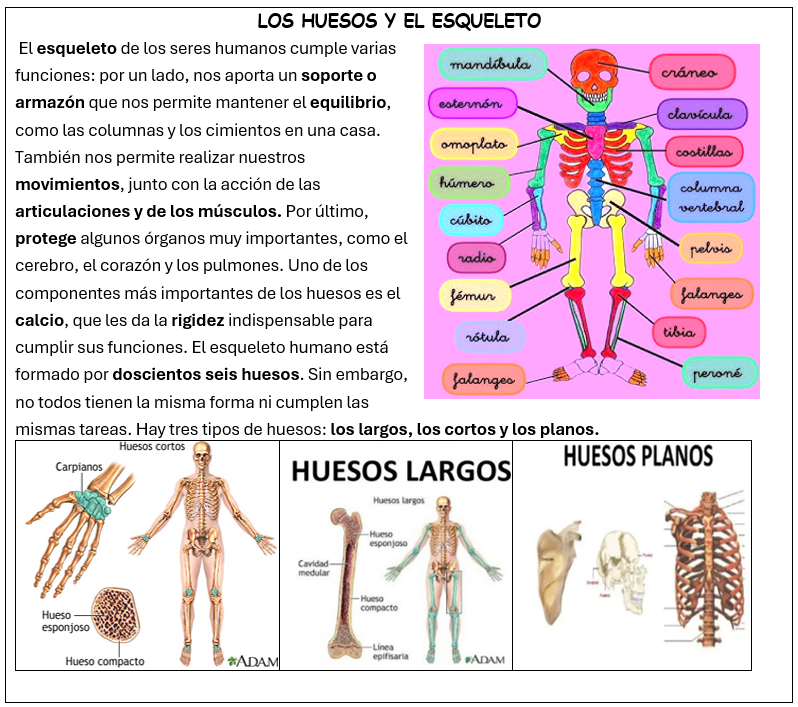 LOS HUESOS Y EL ESQUELETO
El esqueleto de los seres humanos cumple varias
funciones: por un lado, nos aporta un soporte o
armazón que nos permite mantener el equilibrio,
como las columnas y los cimientos en una casa.
También nos permite realizar nuestros
movimientos, junto con la acción de las
articulaciones y de los músculos. Por último,
protege algunos órganos muy importantes, como el
cerebro, el corazón y los pulmones. Uno de los
componentes más importantes de los huesos es el
calcio, que les da la rigidez indispensable para
cumplir sus funciones. El esqueleto humano está
formado por doscientos seis huesos. Sin embargo,
no todos tienen la misma forma ni cumplen las
mismas tareas. Hay tres tipos de huesos: los largos, los cortos y los planos.
mandíbula
cráneo
esternón
clavícula
omoplato
costillas
húmero
columna
vertebral
cúbito
radio
pelvis
fémur
falanges
rótula
tibia
falanges
peroné
Huesos cortos
Carpianos
Hueso
esponjoso
Hueso compacto
ADAM
HUESOS LARGOS
Huesos largos
Hueso
esponjoso
Cavidad
medular
Hueso
compacto
Línea
epifisaria
ADAM
HUESOS PLANOS